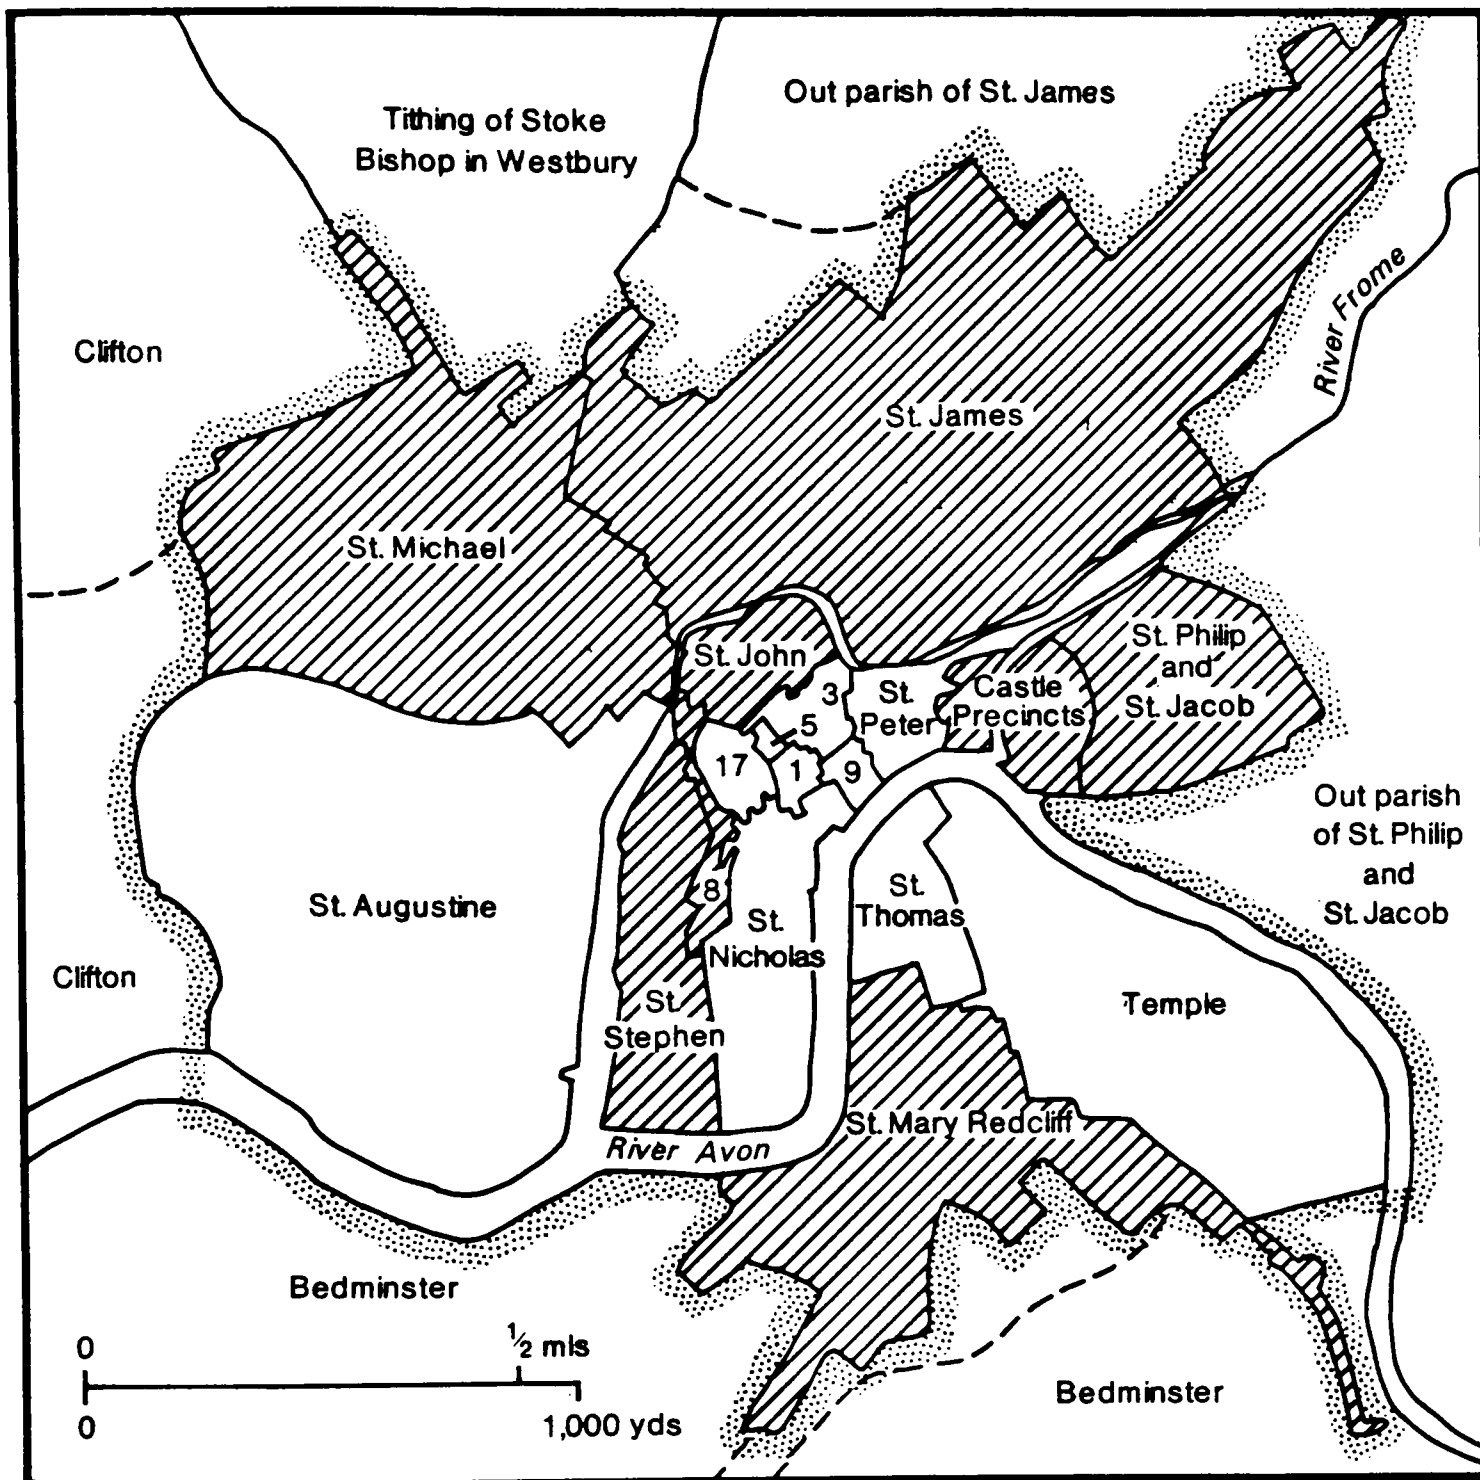 Out parish of St. James
Tithing of Stoke
Bishop in Westbury
River Frome
Clifton
St. James
St. Michael
St. Philip
and
St. Jacob
St. John
Castle
Precincts
3
St.
Peter
5
17
1
9
Out parish
of St. Philip
and
St. Jacob
8
St.
Thomas
St. Augustine
St.
Nicholas
Clifton
St.
Stephen
Temple
St. Mary Redcliff
River Avon
Bedminster
0
½ mls
0
1,000 yds
Bedminster